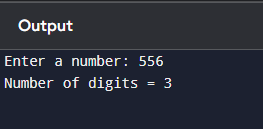 Output
Enter a number: 556
Number of digits = 3